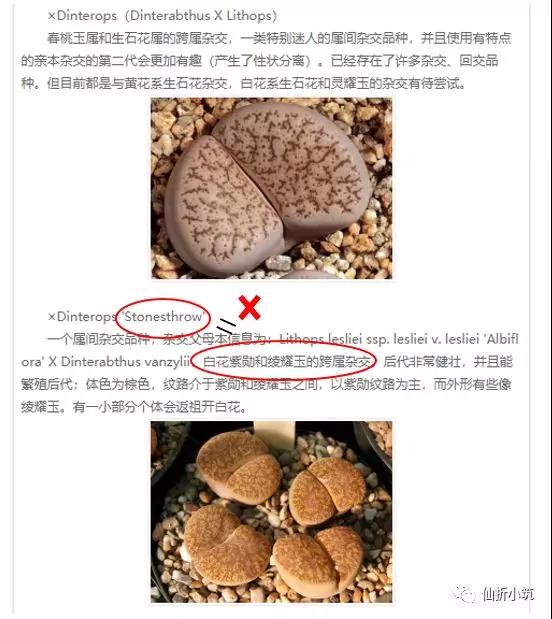 ×Dinterops（Dinterabthus X Lithops）
春桃玉属和生石花属的跨属杂交，一类特别迷人的属间杂交品种，并且使用有特点
的亲本杂交的第二代会更加有趣（产生了性状分离）。已经存在了许多杂交、回交品
种。但目前都是与黄花系生石花杂交，白花系生石花和灵耀玉的杂交有待尝试。
×Dinterops 'Stonesthrow'
一个属间杂交品种，杂交父母本信息为：Lithops lesliei ssp. lesliei v. lesliei 'Albifl
ora' X Dinterabthus vanzylii 白花紫勋和绫耀玉的跨属杂交 后代非常健壮，并且能
繁殖后代；体色为棕色，纹路介于紫勋和绫耀玉之间，以紫勋纹路为主，而外形有些像
绫耀玉。有一小部分个体会返祖开白花。
仙折小筑